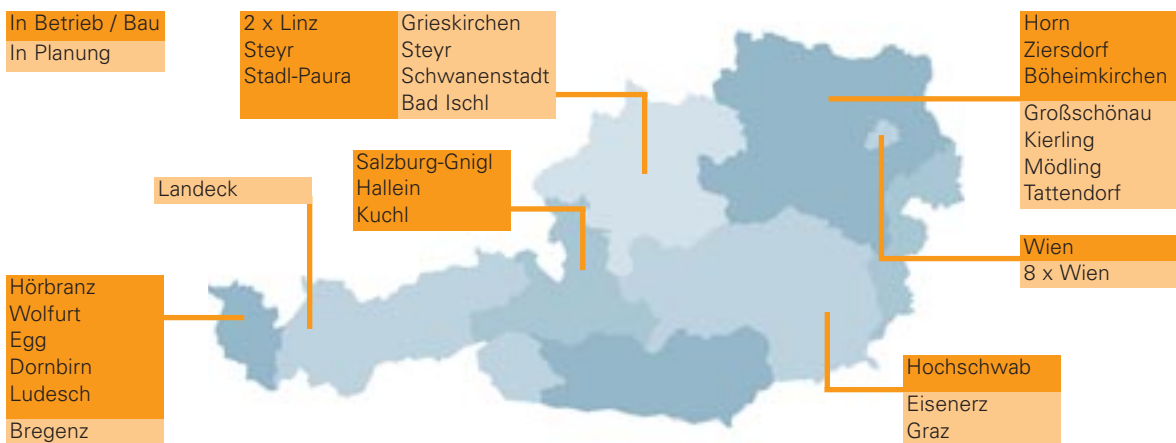 In Betrieb / Bau
In Planung
2 x Linz
Steyr
Stadl-Paura
Grieskirchen
Steyr
Schwanenstadt
Bad Ischl
Horn
Ziersdorf
Böheimkirchen
Großschönau
Kierling
Mödling
Tattendorf
Landeck
Salzburg-Gnigl
Hallein
Kuchl
Wien
8 x Wien
Hörbranz
Wolfurt
Egg
Dornbirn
Ludesch
Bregenz
Hochschwab
Eisenerz
Graz